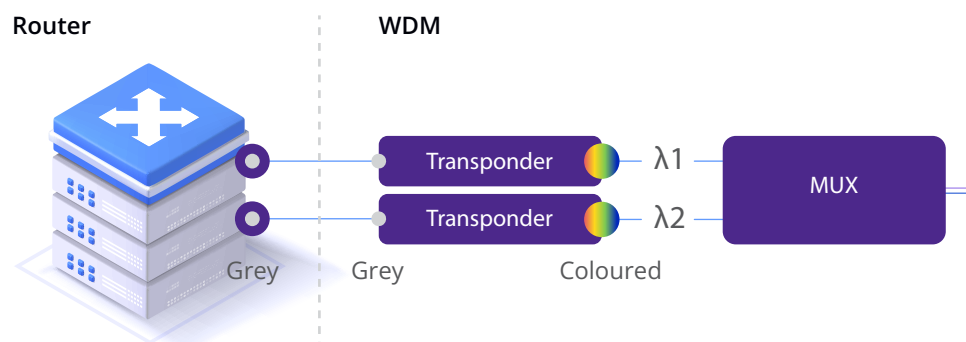 Router
WDM
Transponder
λ1
MUX
Transponder
λ2
Grey
Grey
Coloured